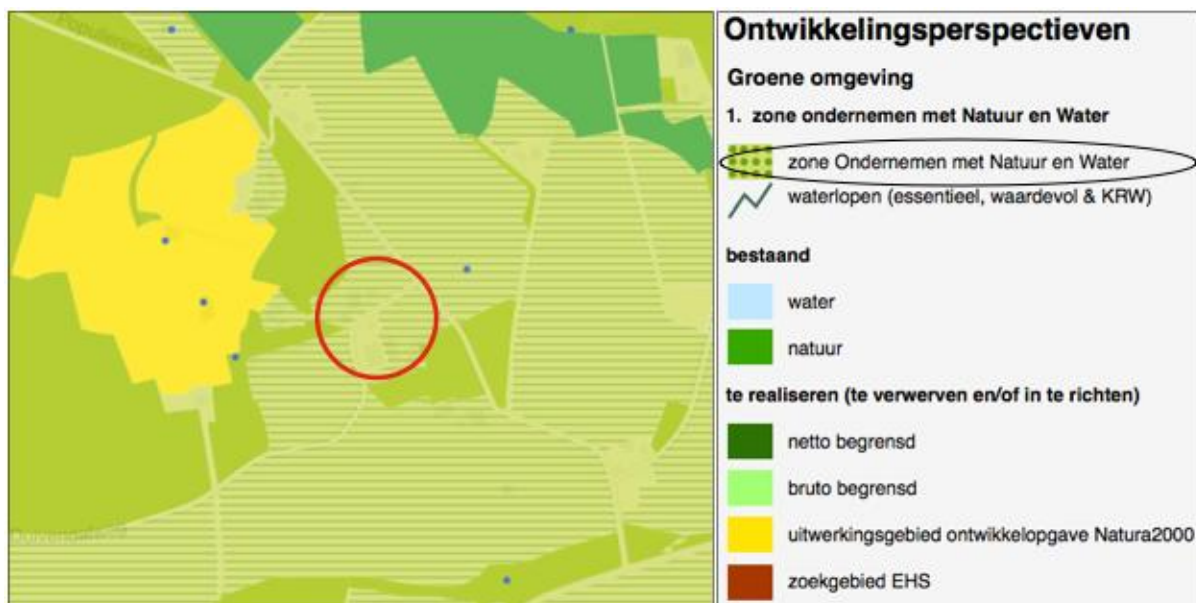 Ontwikkelingsperspectieven
Groene omgeving
1. zone ondernemen met Natuur en Water
zone Ondernemen met Natuur en Water
waterlopen (essentieel, waardevol & KRW)
bestaand
water
natuur
te realiseren (te verwerven en/of in te richten)
netto begrensd
bruto begrensd
uitwerkingsgebied ontwikkelopgave Natura2000
zoekgebied EHS